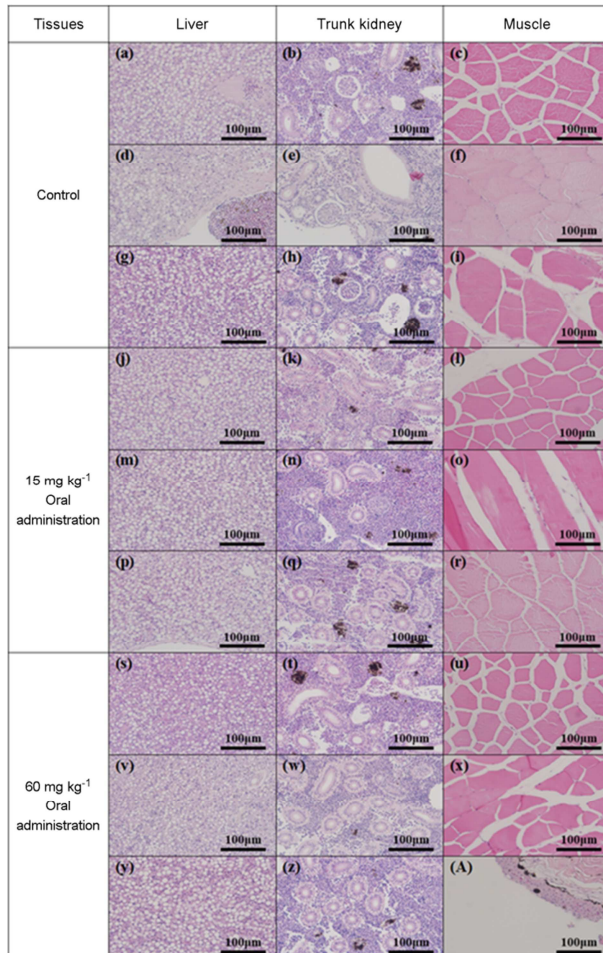 Tissues Liver Trunk kidney Muscle
(a) (b) (c)
100μm 100μm 100μm
(d) (e) (f)
100μm 100μm 100μm
Control
(g) (h) (i)
100μm 100μm 100μm
(j) (k) (l)
100μm 100μm 100μm
(m) (n) (o)
15 mg kg⁻¹
Oral
administration
100μm 100μm 100μm
(p) (q) (r)
100μm 100μm 100μm
(s) (t) (u)
100μm 100μm 100μm
(v) (w) (x)
60 mg kg⁻¹
Oral
administration
100μm 100μm 100μm
(y) (z) (A)
100μm 100μm 100μm